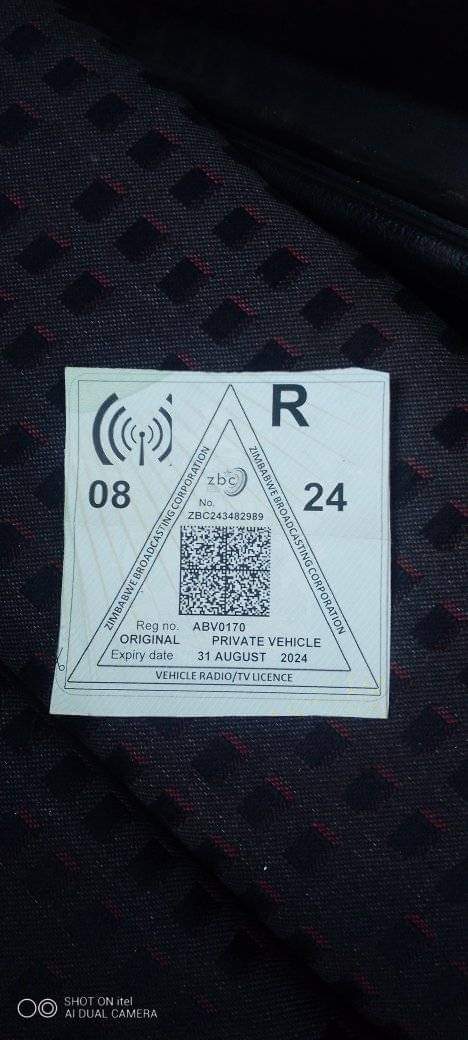 R
08
24
zbc
No.
ZBC243482989
ZIMBABWE BROADCASTING CORPORATION
ZIMBABWE BROADCASTING CORPORATION
Reg no. ABV0170
ORIGINAL PRIVATE VEHICLE
Expiry date 31 AUGUST 2024
VEHICLE RADIO/TV LICENCE
SHOT ON itel
AI DUAL CAMERA